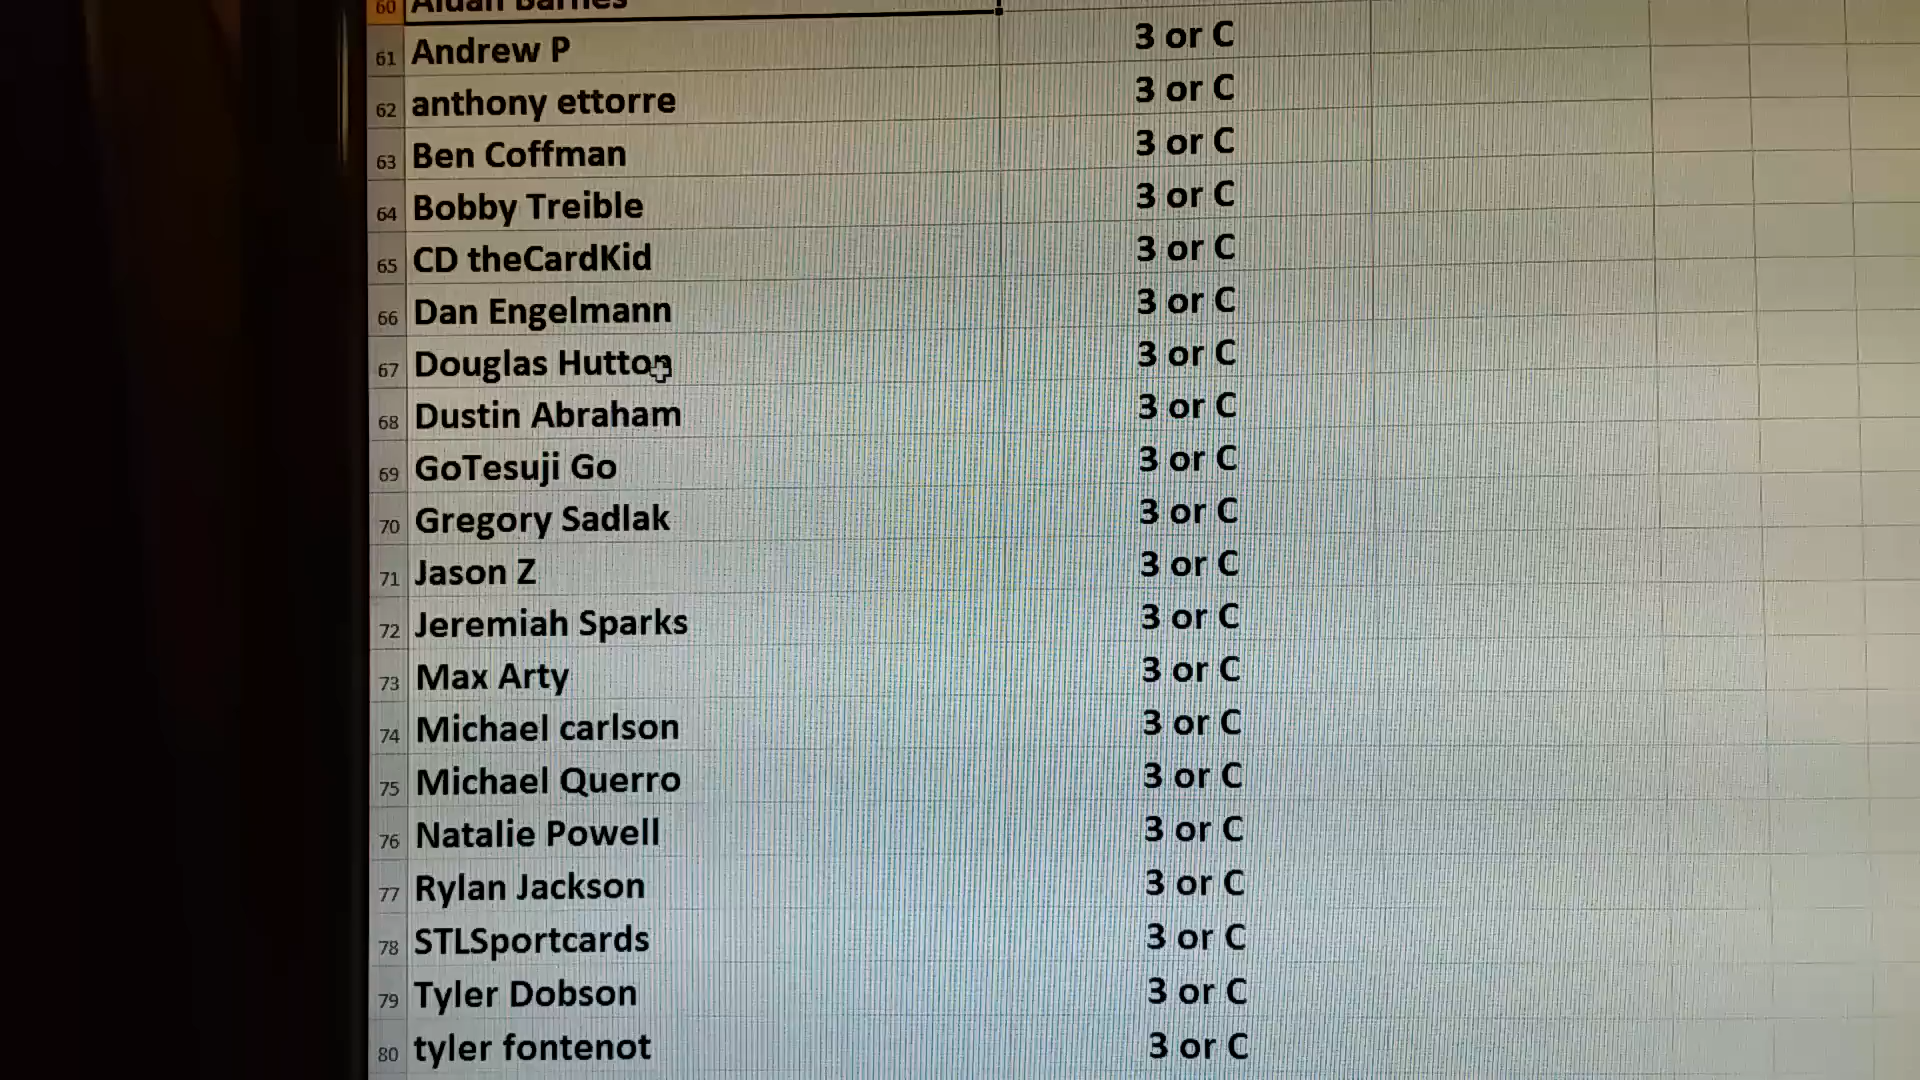 60 Aidan Barnes
61 Andrew P 3 or C
62 anthony ettorre 3 or C
63 Ben Coffman 3 or C
64 Bobby Treible 3 or C
65 CD theCardKid 3 or C
66 Dan Engelmann 3 or C
67 Douglas Hutton 3 or C
68 Dustin Abraham 3 or C
69 GoTesuji Go 3 or C
70 Gregory Sadlak 3 or C
71 Jason Z 3 or C
72 Jeremiah Sparks 3 or C
73 Max Arty 3 or C
74 Michael carlson 3 or C
75 Michael Querro 3 or C
76 Natalie Powell 3 or C
77 Rylan Jackson 3 or C
78 STLSportcards 3 or C
79 Tyler Dobson 3 or C
80 tyler fontenot 3 or C